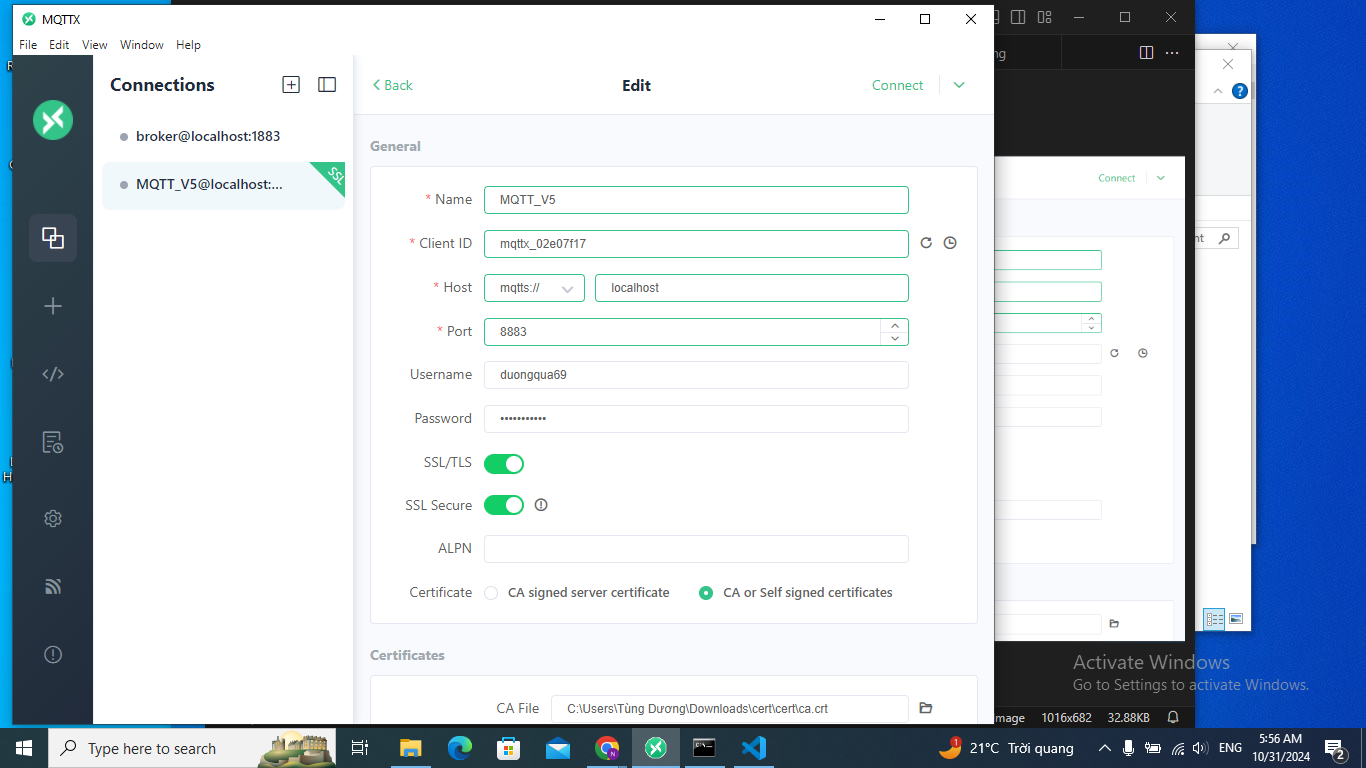 MQTTX
File Edit View Window Help
Connections
Back
Edit
Connect
broker@localhost:1883
MQTT_V5@localhost:...
SSL
General
* Name
MQTT_V5
* Client ID
mqttx_02e07f17
* Host
mqtts://
localhost
* Port
8883
Username
duongqua69
Password
•••••••••••
SSL/TLS
SSL Secure
ALPN
Certificate
CA signed server certificate
CA or Self signed certificates
Certificates
CA File
C:\Users\Tùng Dương\Downloads\cert\cert\ca.crt
Connect
Activate Windows
Go to Settings to activate Windows.
1016x682 32.88KB
Type here to search
21°C Trời quang
ENG
5:56 AM
10/31/2024
2